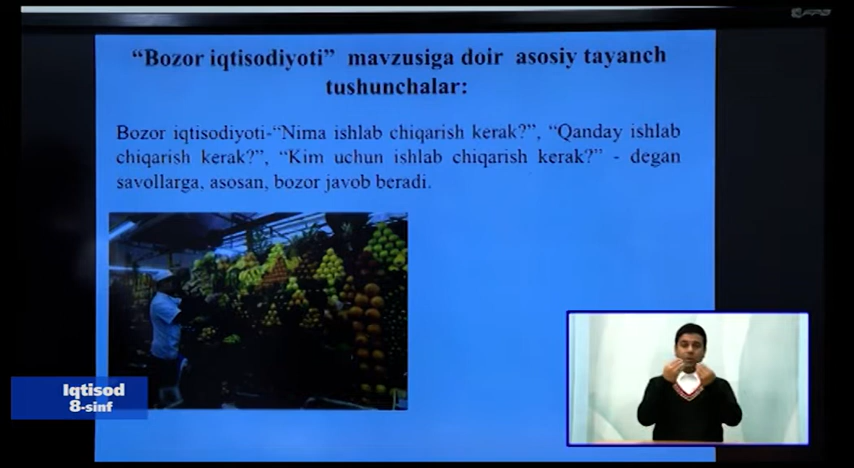 “Bozor iqtisodiyoti” mavzusiga doir asosiy tayanch
tushunchalar:
Bozor iqtisodiyoti-“Nima ishlab chiqarish kerak?”, “Qanday ishlab
chiqarish kerak?”, “Kim uchun ishlab chiqarish kerak?” - degan
savollarga, asosan, bozor javob beradi.
Iqtisod
8-sinf